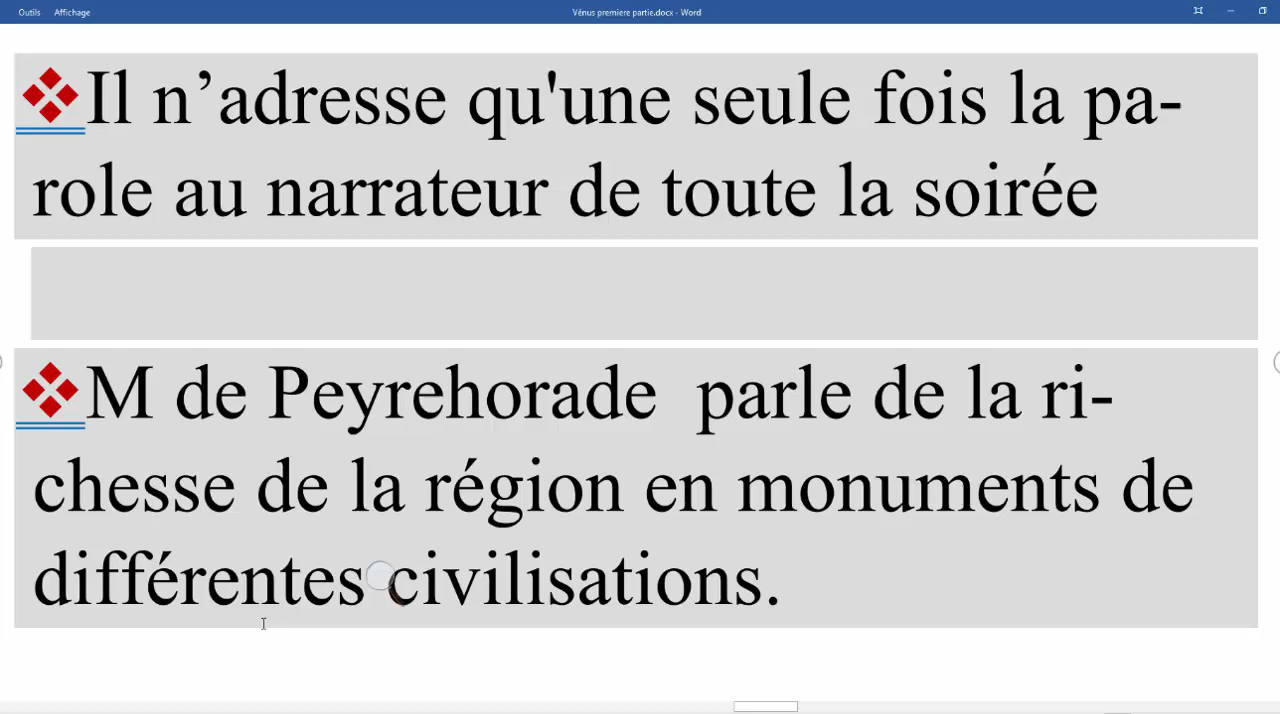 Outils Affichage Vénus premiere partie.docx - Word
Il n’adresse qu'une seule fois la pa-
role au narrateur de toute la soirée
M de Peyrehorade parle de la ri-
chesse de la région en monuments de
différentes civilisations.